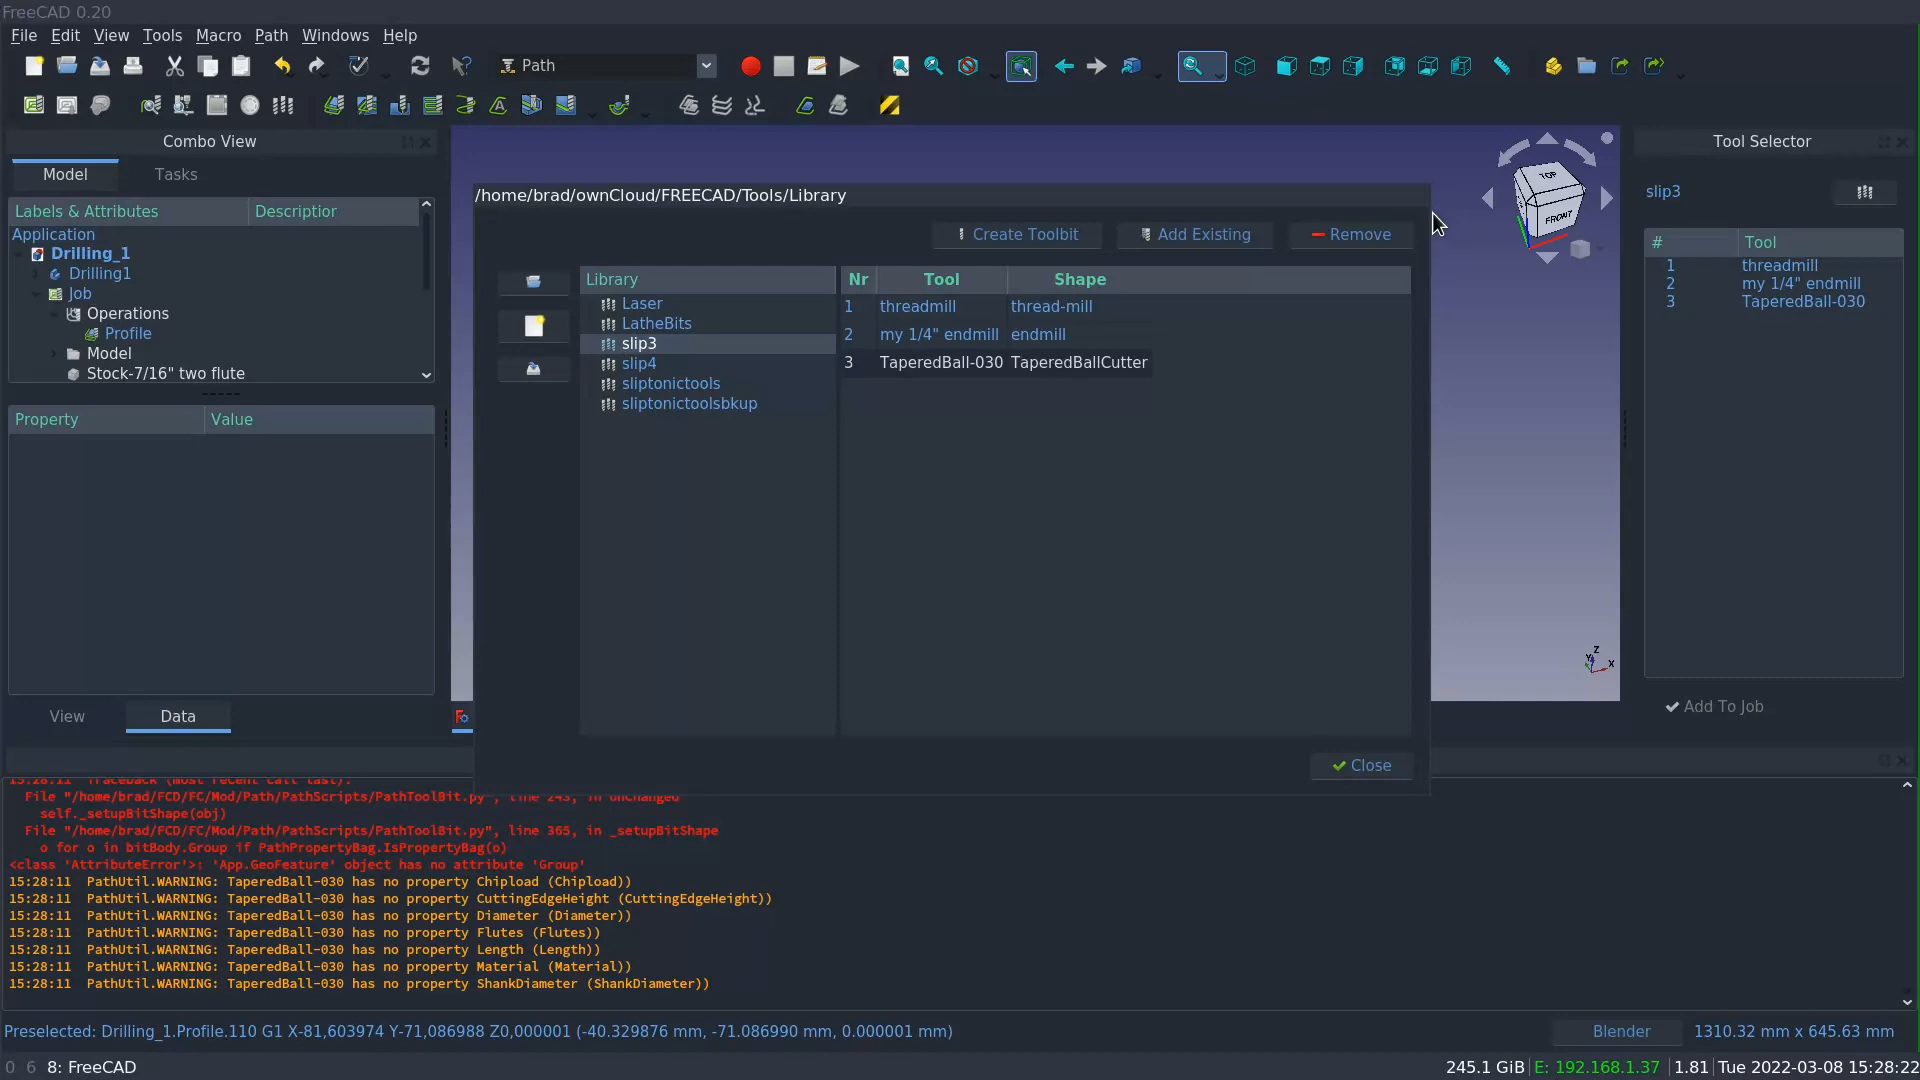 FreeCAD 0.20
File Edit View Tools Macro Path Windows Help
Path
Combo View
Model Tasks
Labels & Attributes Descriptior
Application
Drilling_1
Drilling1
Job
Operations
Profile
Model
Stock-7/16" two flute
Property Value
View Data
/home/brad/ownCloud/FREECAD/Tools/Library
Create Toolbit Add Existing Remove
Library
Laser
LatheBits
slip3
slip4
sliptonictools
sliptonictoolsbkup
Nr Tool Shape
1 threadmill thread-mill
2 my 1/4" endmill endmill
3 TaperedBall-030 TaperedBallCutter
Close
TOP
FRONT
Z
Y
X
Tool Selector
slip3
# Tool
1 threadmill
2 my 1/4" endmill
3 TaperedBall-030
Add To Job
15:28:11 Traceback (most recent call last):
File "/home/brad/FCD/FC/Mod/Path/PathScripts/PathToolBit.py", line 243, in onChanged
self._setupBitShape(obj)
File "/home/brad/FCD/FC/Mod/Path/PathScripts/PathToolBit.py", line 365, in _setupBitShape
o for o in bitBody.Group if PathPropertyBag.IsPropertyBag(o)
<class 'AttributeError'>: 'App.GeoFeature' object has no attribute 'Group'
15:28:11 PathUtil.WARNING: TaperedBall-030 has no property Chipload (Chipload))
15:28:11 PathUtil.WARNING: TaperedBall-030 has no property CuttingEdgeHeight (CuttingEdgeHeight))
15:28:11 PathUtil.WARNING: TaperedBall-030 has no property Diameter (Diameter))
15:28:11 PathUtil.WARNING: TaperedBall-030 has no property Flutes (Flutes))
15:28:11 PathUtil.WARNING: TaperedBall-030 has no property Length (Length))
15:28:11 PathUtil.WARNING: TaperedBall-030 has no property Material (Material))
15:28:11 PathUtil.WARNING: TaperedBall-030 has no property ShankDiameter (ShankDiameter))
Preselected: Drilling_1.Profile.110 G1 X-81,603974 Y-71,086988 Z0,000001 (-40.329876 mm, -71.086990 mm, 0.000001 mm)
Blender 1310.32 mm x 645.63 mm
0 6 8: FreeCAD
245.1 GiB E: 192.168.1.37 1.81 Tue 2022-03-08 15:28:22